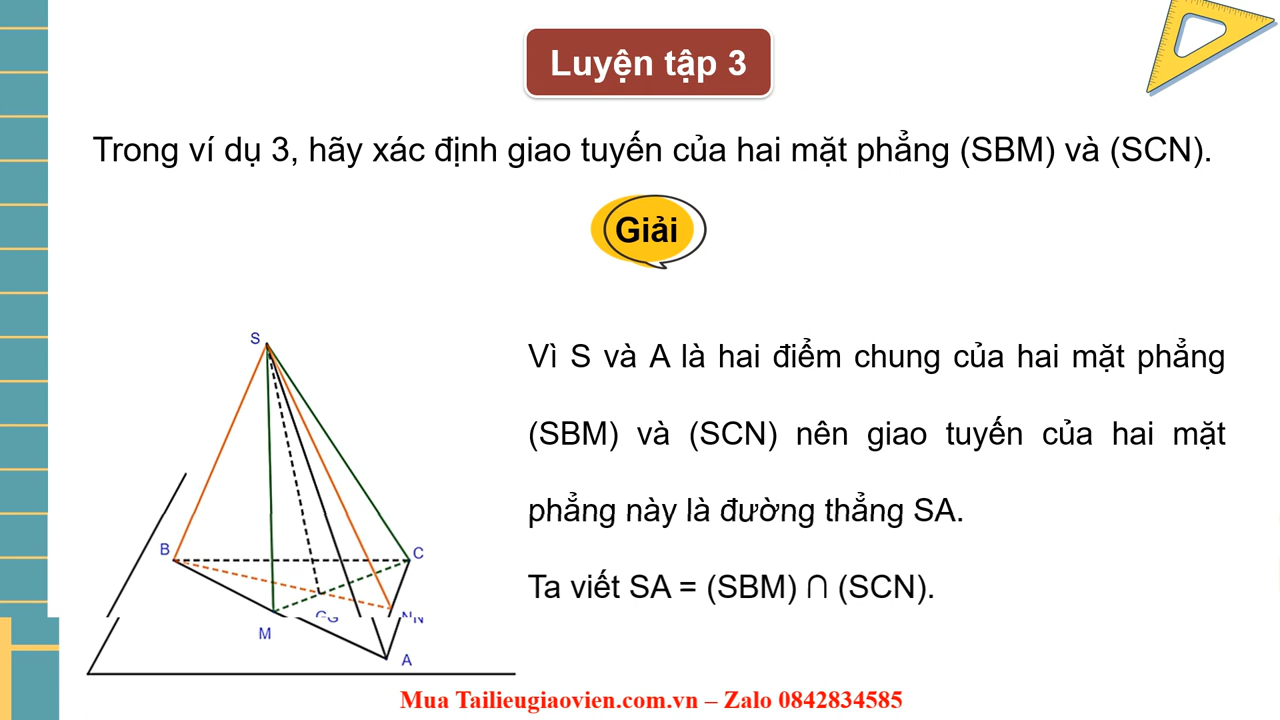 Luyện tập 3
Trong ví dụ 3, hãy xác định giao tuyến của hai mặt phẳng (SBM) và (SCN).
Giải
Vì S và A là hai điểm chung của hai mặt phẳng
(SBM) và (SCN) nên giao tuyến của hai mặt
phẳng này là đường thẳng SA.
Ta viết SA = (SBM) ∩ (SCN).
S
B
C
M
A
Mua Tailieugiaovien.com.vn – Zalo 0842834585